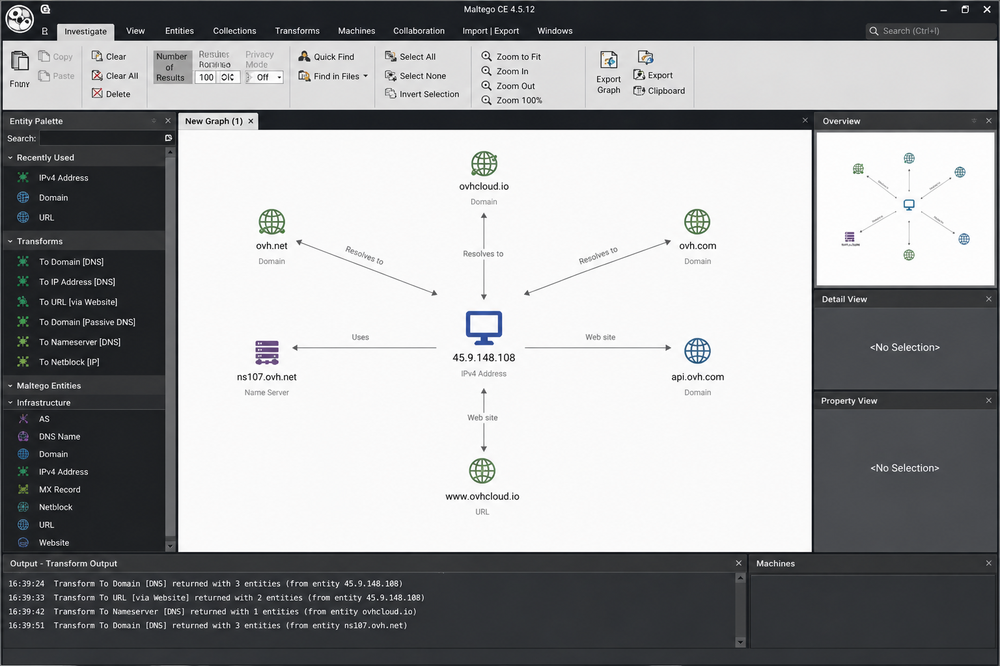 Maltego CE 4.5.12
Investigate
View
Entities
Collections
Transforms
Machines
Collaboration
Import | Export
Windows
Search (Ctrl+I)
Copy
Paste
Clear
Clear All
Delete
Number
of
Results
100
Privacy
Mode
Off
Quick Find
Find in Files
Select All
Select None
Invert Selection
Zoom to Fit
Zoom In
Zoom Out
Zoom 100%
Export
Graph
Export
Clipboard
Entity Palette
Search:
Recently Used
IPv4 Address
Domain
URL
Transforms
To Domain [DNS]
To IP Address [DNS]
To URL [via Website]
To Domain [Passive DNS]
To Nameserver [DNS]
To Netblock [IP]
Maltego Entities
Infrastructure
AS
DNS Name
Domain
IPv4 Address
MX Record
Netblock
URL
Website
New Graph (1)
ovhcloud.io
Domain
ovh.net
Domain
ovh.com
Domain
Resolves to
Resolves to
Resolves to
Uses
Web site
45.9.148.108
IPv4 Address
ns107.ovh.net
Name Server
api.ovh.com
Domain
Web site
www.ovhcloud.io
URL
Overview
Detail View
<No Selection>
Property View
<No Selection>
Output - Transform Output
16:39:24 Transform To Domain [DNS] returned with 3 entities (from entity 45.9.148.108)
16:39:33 Transform To URL [via Website] returned with 2 entities (from entity 45.9.148.108)
16:39:42 Transform To Nameserver [DNS] returned with 1 entities (from entity ovhcloud.io)
16:39:51 Transform To Domain [DNS] returned with 3 entities (from entity ns107.ovh.net)
Machines